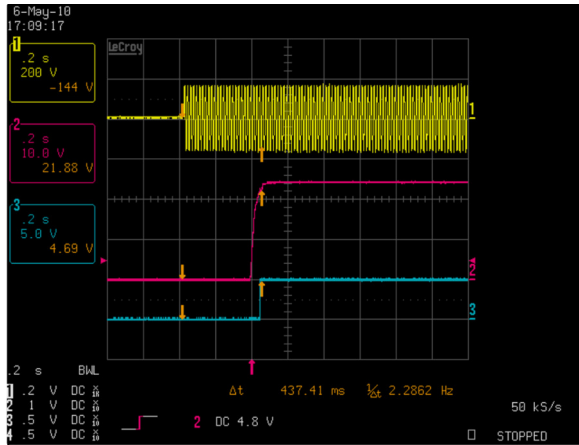 6-May-10
17:09:17
LeCroy
1
.2 s
200 V
-144 V
2
.2 s
10.0 V
21.88 V
3
.2 s
5.0 V
4.69 V
1
2
3
.2 s BWL
1 .2 V DC
2 1 V DC
3 .5 V DC
4 .5 V DC
Δt 437.41 ms 1/Δt 2.2862 Hz
2 DC 4.8 V
50 kS/s
STOPPED